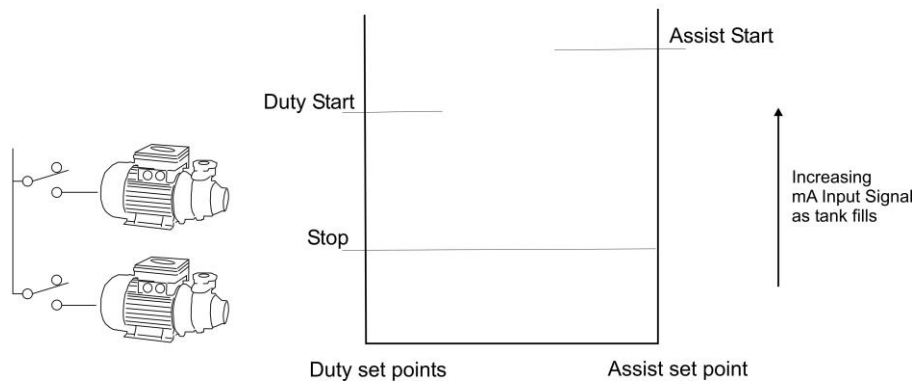 Assist Start
Duty Start
Increasing
mA Input Signal
as tank fills
Stop
Duty set points
Assist set point